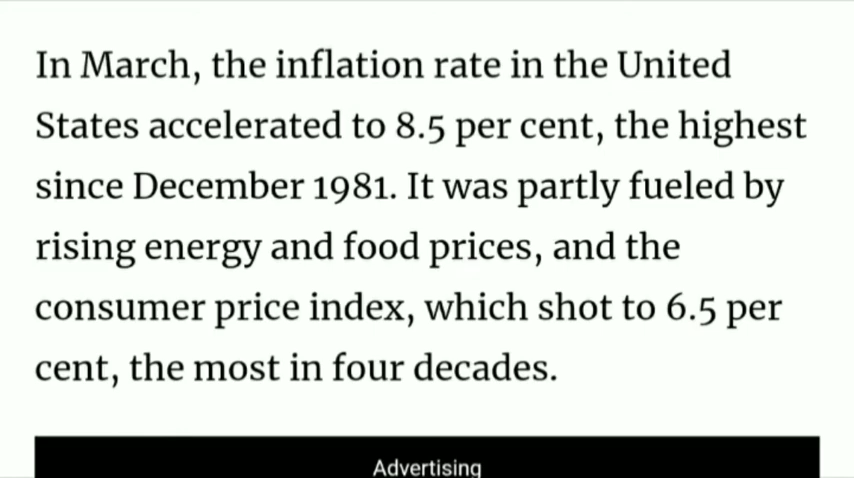 In March, the inflation rate in the United
States accelerated to 8.5 per cent, the highest
since December 1981. It was partly fueled by
rising energy and food prices, and the
consumer price index, which shot to 6.5 per
cent, the most in four decades.
Advertising